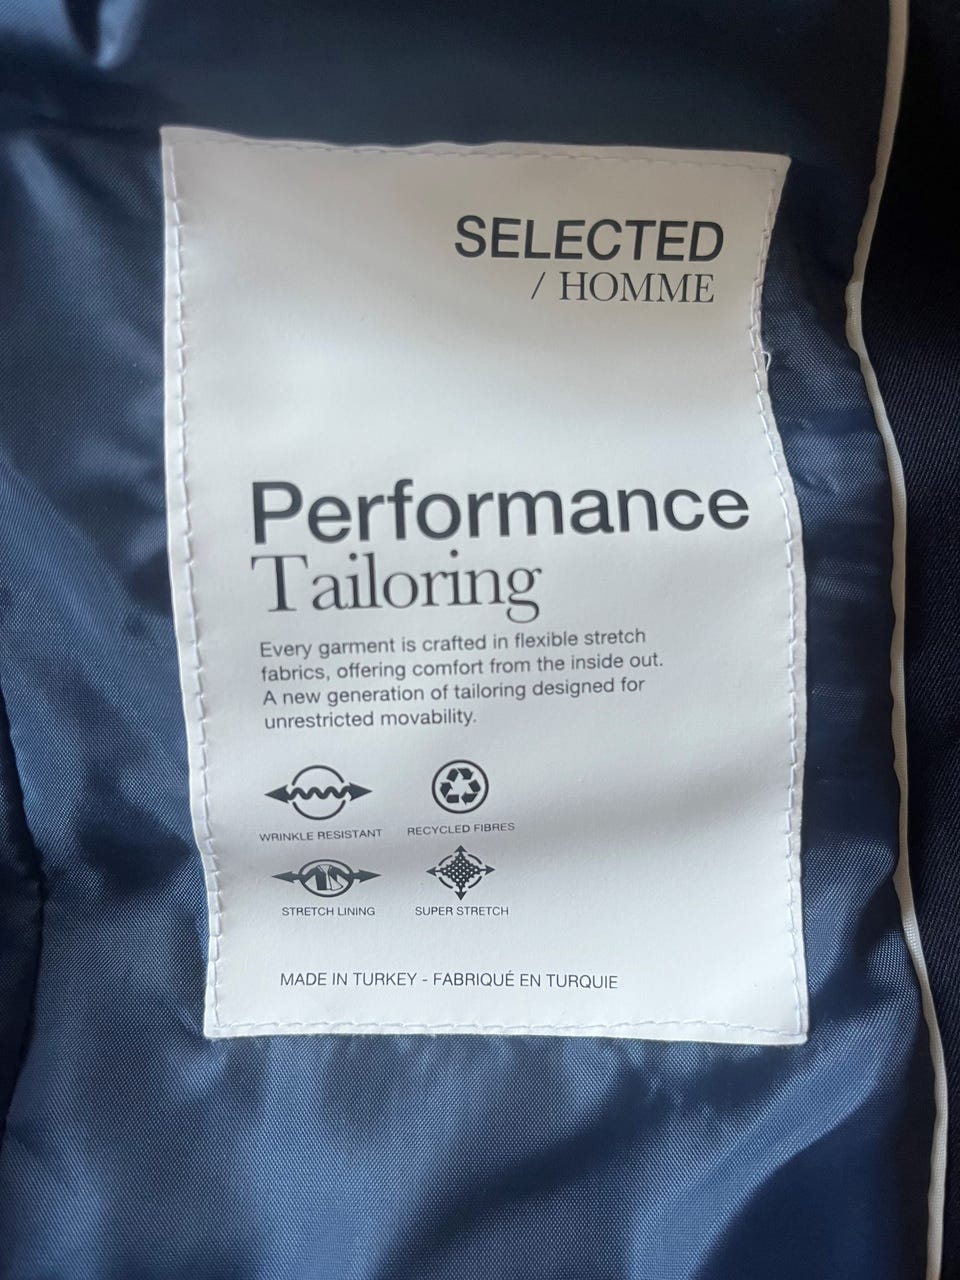 SELECTED
/ HOMME
Performance
Tailoring
Every garment is crafted in flexible stretch
fabrics, offering comfort from the inside out.
A new generation of tailoring designed for
unrestricted movability.
WRINKLE RESISTANT
RECYCLED FIBRES
STRETCH LINING
SUPER STRETCH
MADE IN TURKEY - FABRIQUÉ EN TURQUIE